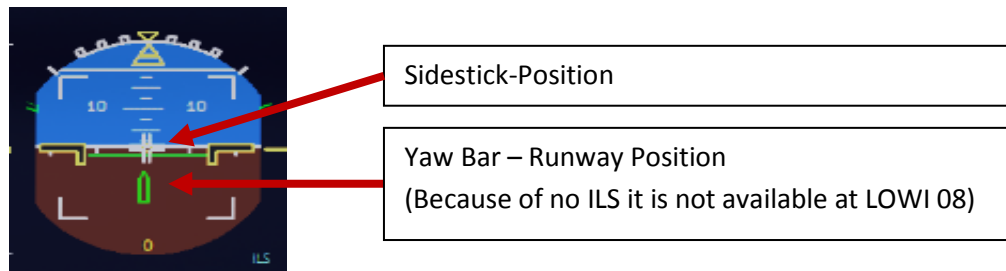 Sidestick-Position
10 10
Yaw Bar – Runway Position
(Because of no ILS it is not available at LOWI 08)
0
ILS